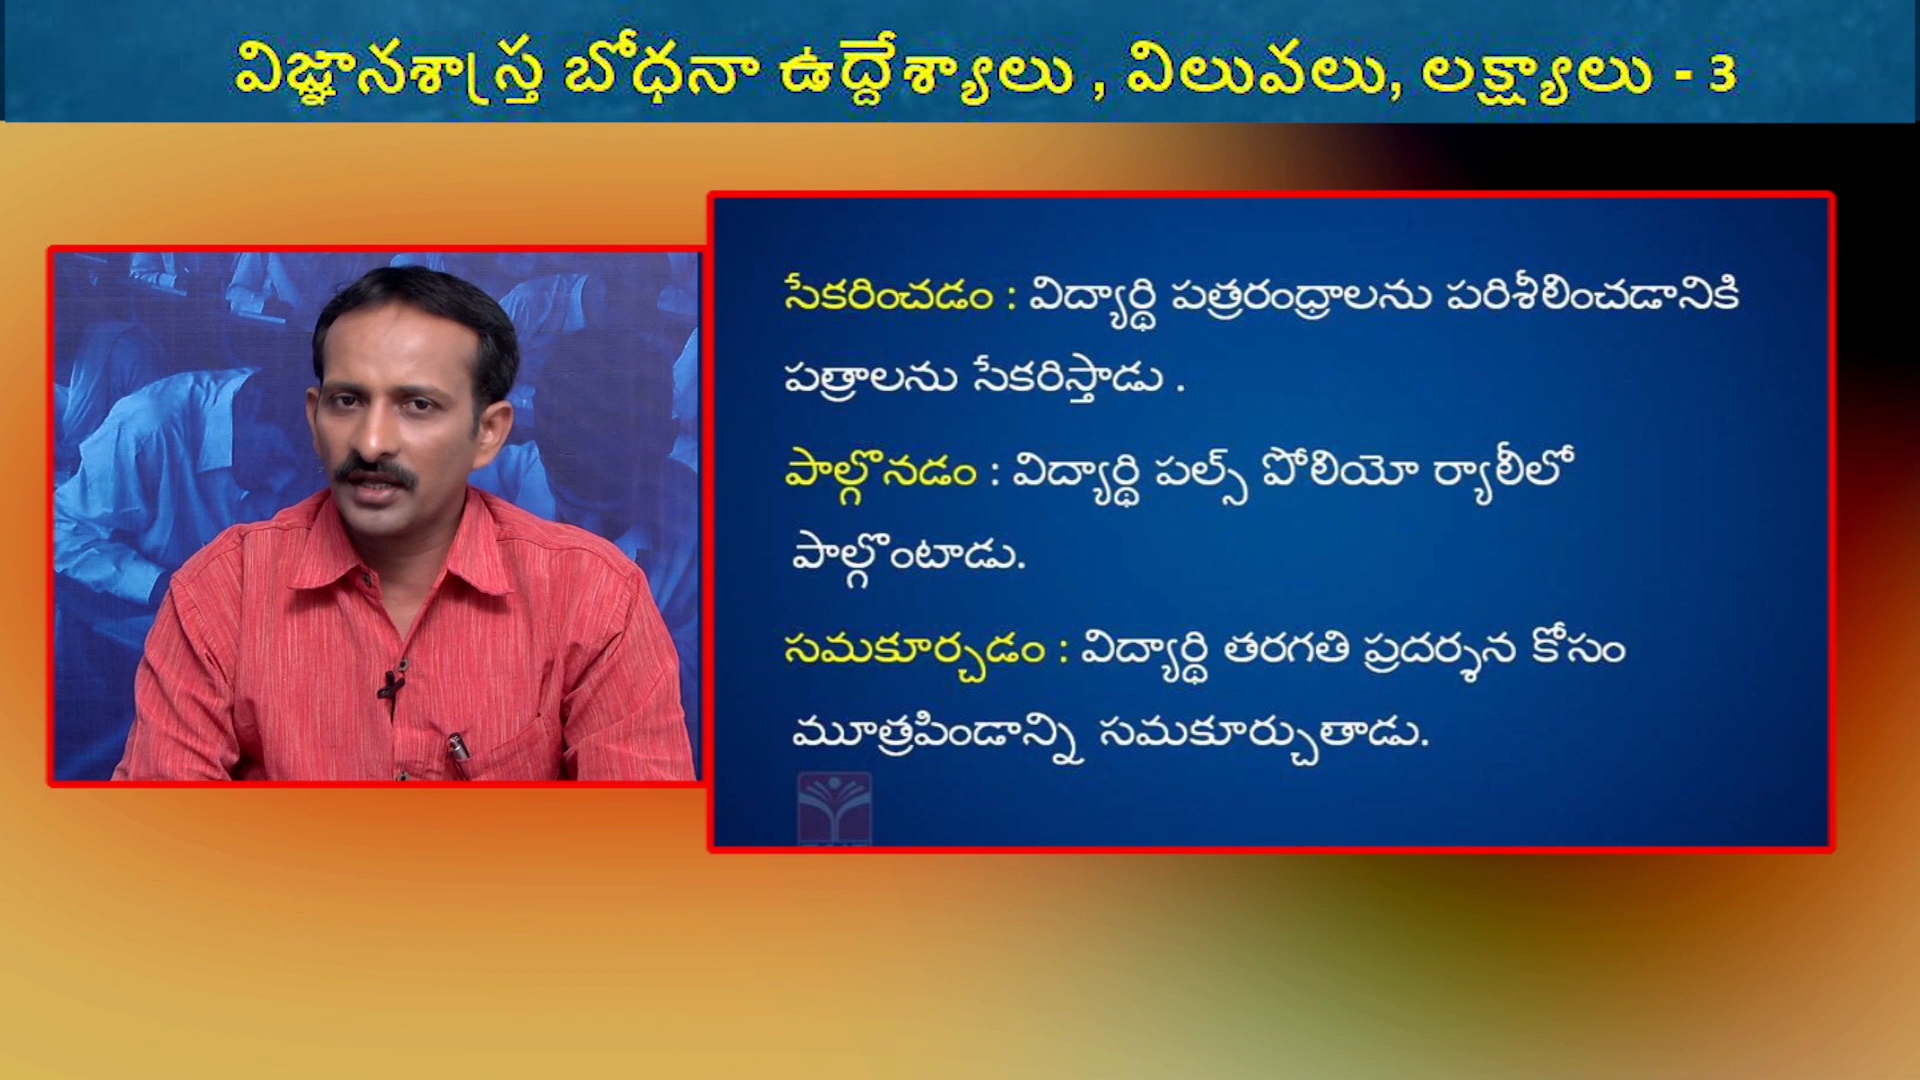 విజ్ఞానశాస్త్ర బోధనా ఉద్దేశ్యాలు , విలువలు, లక్ష్యాలు - 3
సేకరించడం : విద్యార్థి పత్రరంధ్రాలను పరిశీలించడానికి
పత్రాలను సేకరిస్తాడు .
పాల్గొనడం : విద్యార్థి పల్స్ పోలియో ర్యాలీలో
పాల్గొంటాడు.
సమకూర్చడం : విద్యార్థి తరగతి ప్రదర్శన కోసం
మూత్రపిండాన్ని సమకూర్చుతాడు.